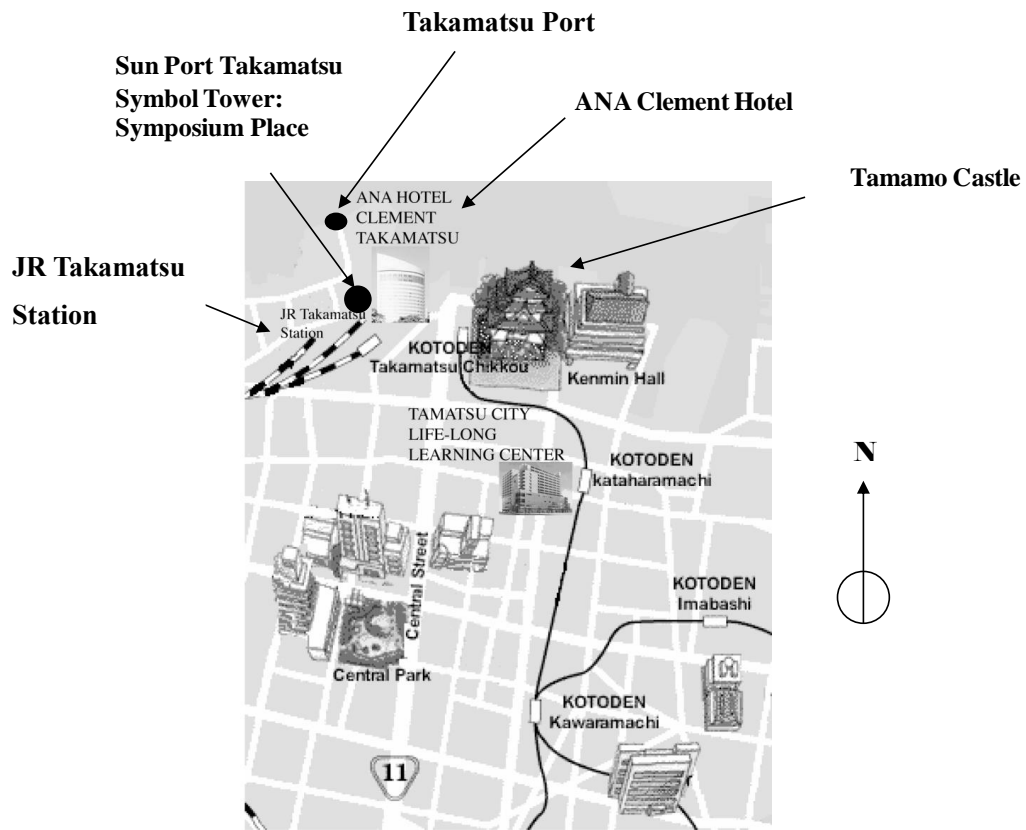 Takamatsu Port
Sun Port Takamatsu
Symbol Tower:
Symposium Place
ANA Clement Hotel
Tamamo Castle
ANA HOTEL
CLEMENT
TAKAMATSU
JR Takamatsu
Station
JR Takamatsu
Station
KOTODEN
Takamatsu Chikkou
Kenmin Hall
TAMATSU CITY
LIFE-LONG
LEARNING CENTER
KOTODEN
kataharamachi
N
Central Street
KOTODEN
Imabashi
Central Park
KOTODEN
Kawaramachi
11